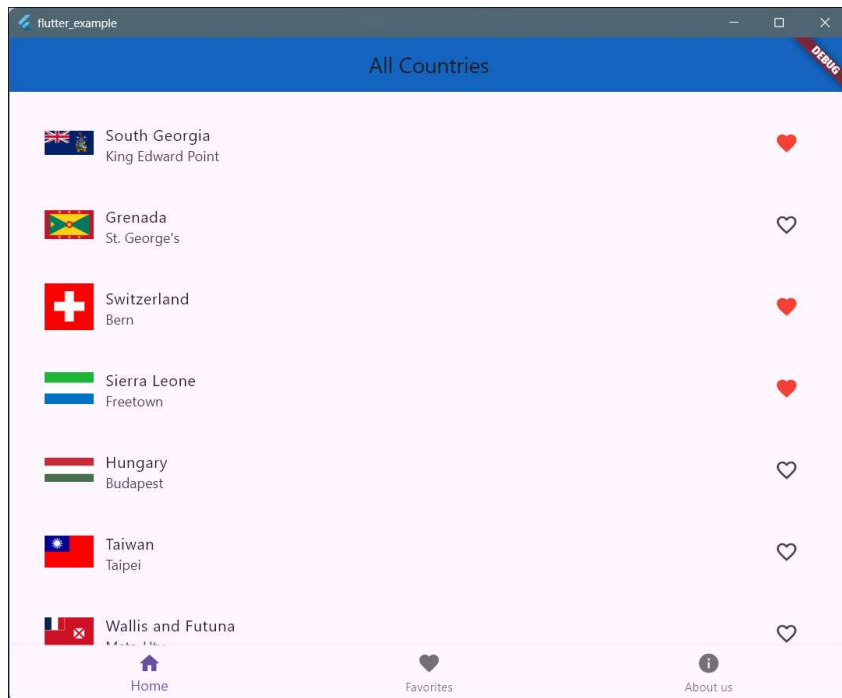 flutter_example
DEBUG
All Countries
South Georgia
King Edward Point
Grenada
St. George's
Switzerland
Bern
Sierra Leone
Freetown
Hungary
Budapest
Taiwan
Taipei
Wallis and Futuna
Home
Favorites
About us